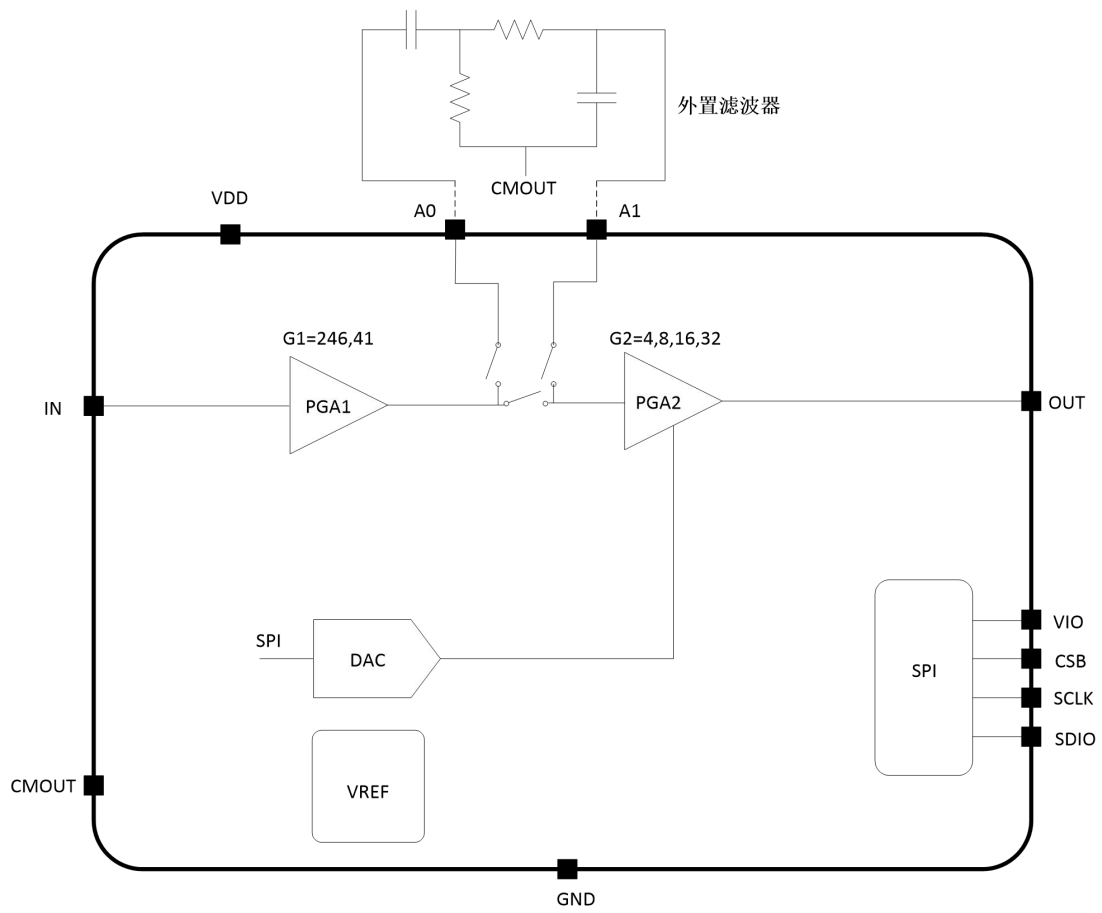 外置滤波器
CMOUT
VDD
A0
A1
G1=246,41
G2=4,8,16,32
IN
PGA1
PGA2
OUT
SPI
DAC
VIO
CSB
SPI
SCLK
SDIO
CMOUT
VREF
GND